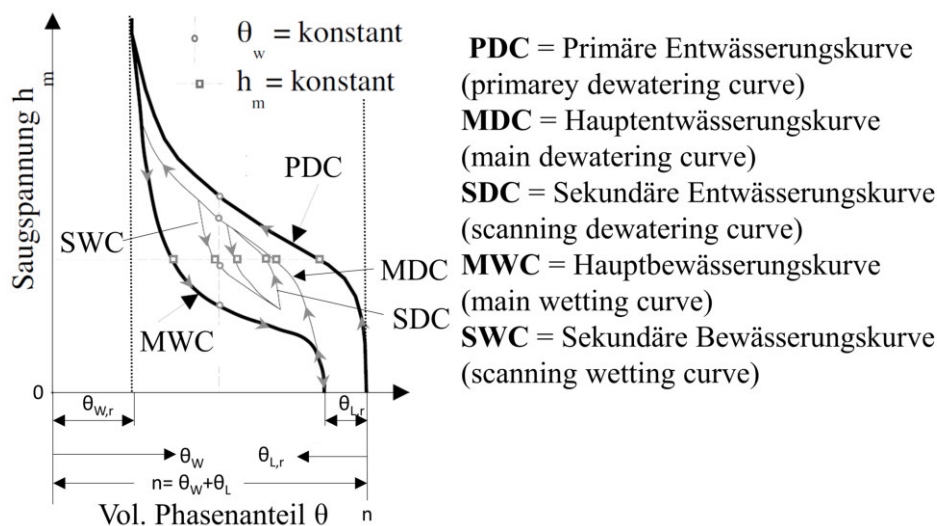 θw = konstant
hm = konstant
Saugspannung hm
PDC
SWC
MDC
SDC
MWC
0
θW,r
θL,r
θW
θL,r
n= θW+θL
Vol. Phasenanteil θ
n
PDC = Primäre Entwässerungskurve
(primarey dewatering curve)
MDC = Hauptentwässerungskurve
(main dewatering curve)
SDC = Sekundäre Entwässerungskurve
(scanning dewatering curve)
MWC = Hauptbewässerungskurve
(main wetting curve)
SWC = Sekundäre Bewässerungskurve
(scanning wetting curve)